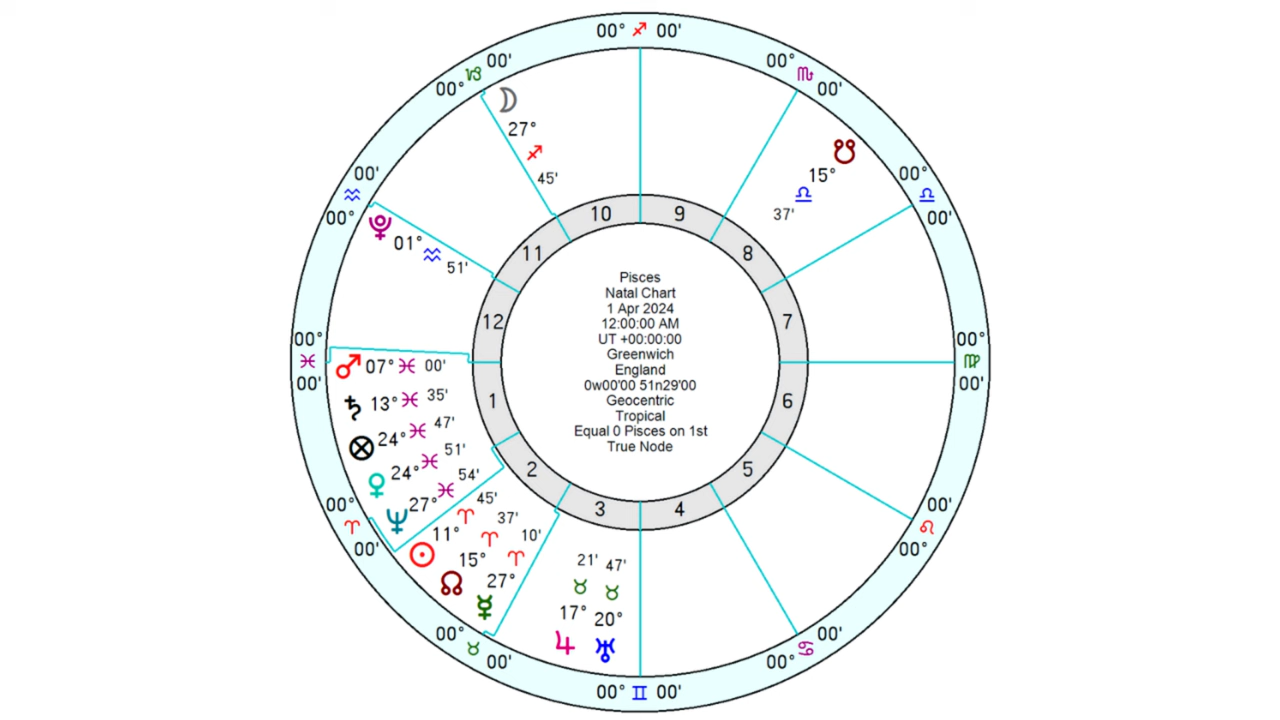 00° ♐ 00'
00° ♏ 00'
00° ♎ 00'
00° ♍ 00'
00° ♌ 00'
00° ♋ 00'
00° ♊ 00'
00° ♉ 00'
00° ♈ 00'
00° ♓ 00'
00° ♒ 00'
00° ♑ 00'
☽ 27° ♐ 45'
☋ 15° ♎ 37'
♇ 01° ♒ 51'
♂ 07° ♓ 00'
♄ 13° ♓ 35'
⊗ 24° ♓ 47'
♀ 24° ♓ 51'
♆ 27° ♓ 54'
☉ 11° ♈ 45'
☊ 15° ♈ 37'
☿ 27° ♈ 10'
♃ 17° ♉ 21'
♅ 20° ♉ 47'
10
9
11
8
12
7
1
6
2
5
3
4
Pisces
Natal Chart
1 Apr 2024
12:00:00 AM
UT +00:00:00
Greenwich
England
0w00'00 51n29'00
Geocentric
Tropical
Equal 0 Pisces on 1st
True Node